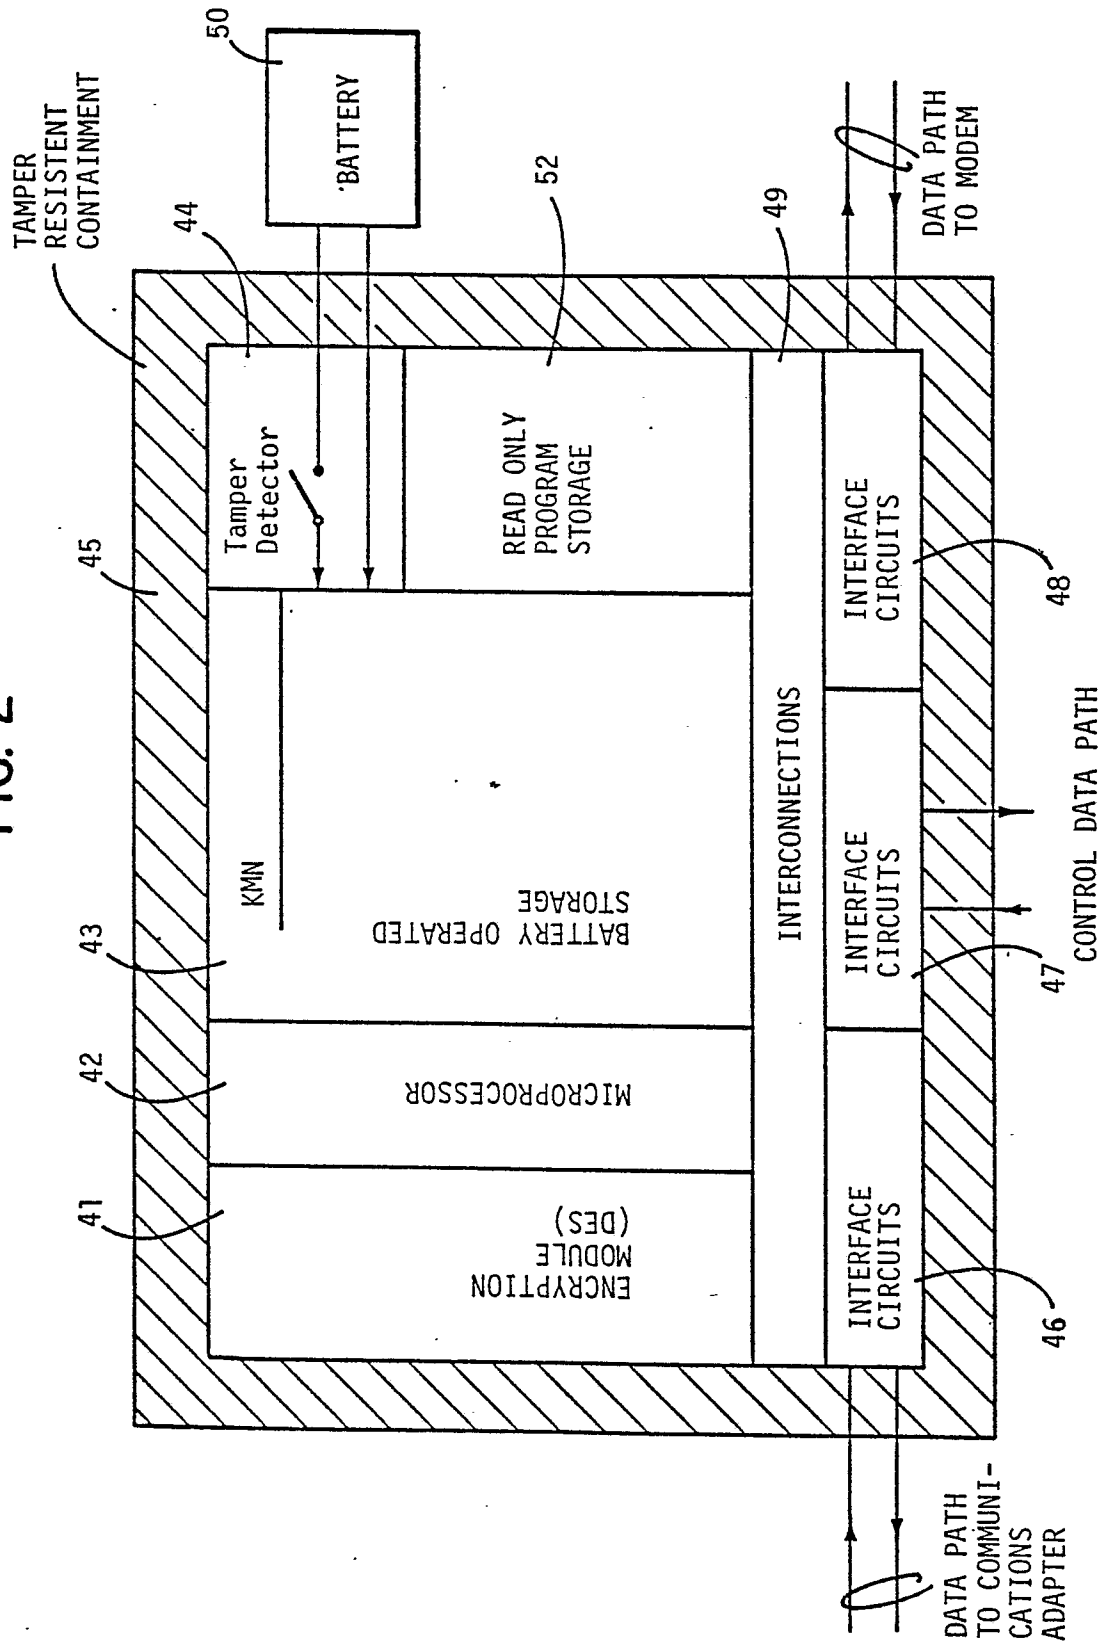 FIG. 2
TAMPER
RESISTENT
CONTAINMENT
50
BATTERY
44
45
43
42
41
Tamper
Detector
52
READ ONLY
PROGRAM
STORAGE
KMN
BATTERY OPERATED
STORAGE
MICROPROCESSOR
ENCRYPTION
MODULE
(DES)
49
INTERCONNECTIONS
INTERFACE
CIRCUITS
46
INTERFACE
CIRCUITS
47
INTERFACE
CIRCUITS
48
DATA PATH
TO COMMUNI-
CATIONS
ADAPTER
CONTROL DATA PATH
DATA PATH
TO MODEM